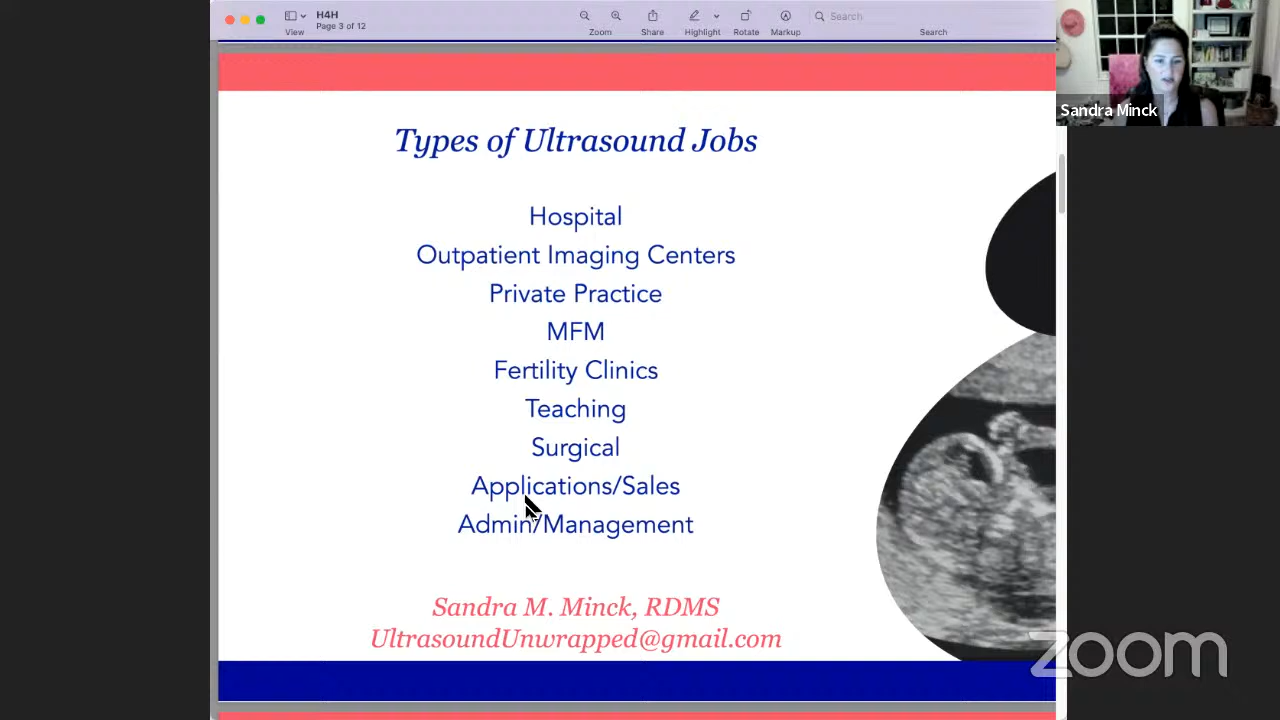 H4H
Page 3 of 12
View
Zoom
Share
Highlight
Rotate
Markup
Search
Search
Sandra Minck
Types of Ultrasound Jobs
Hospital
Outpatient Imaging Centers
Private Practice
MFM
Fertility Clinics
Teaching
Surgical
Applications/Sales
Admin/Management
Sandra M. Minck, RDMS
UltrasoundUnwrapped@gmail.com
zoom